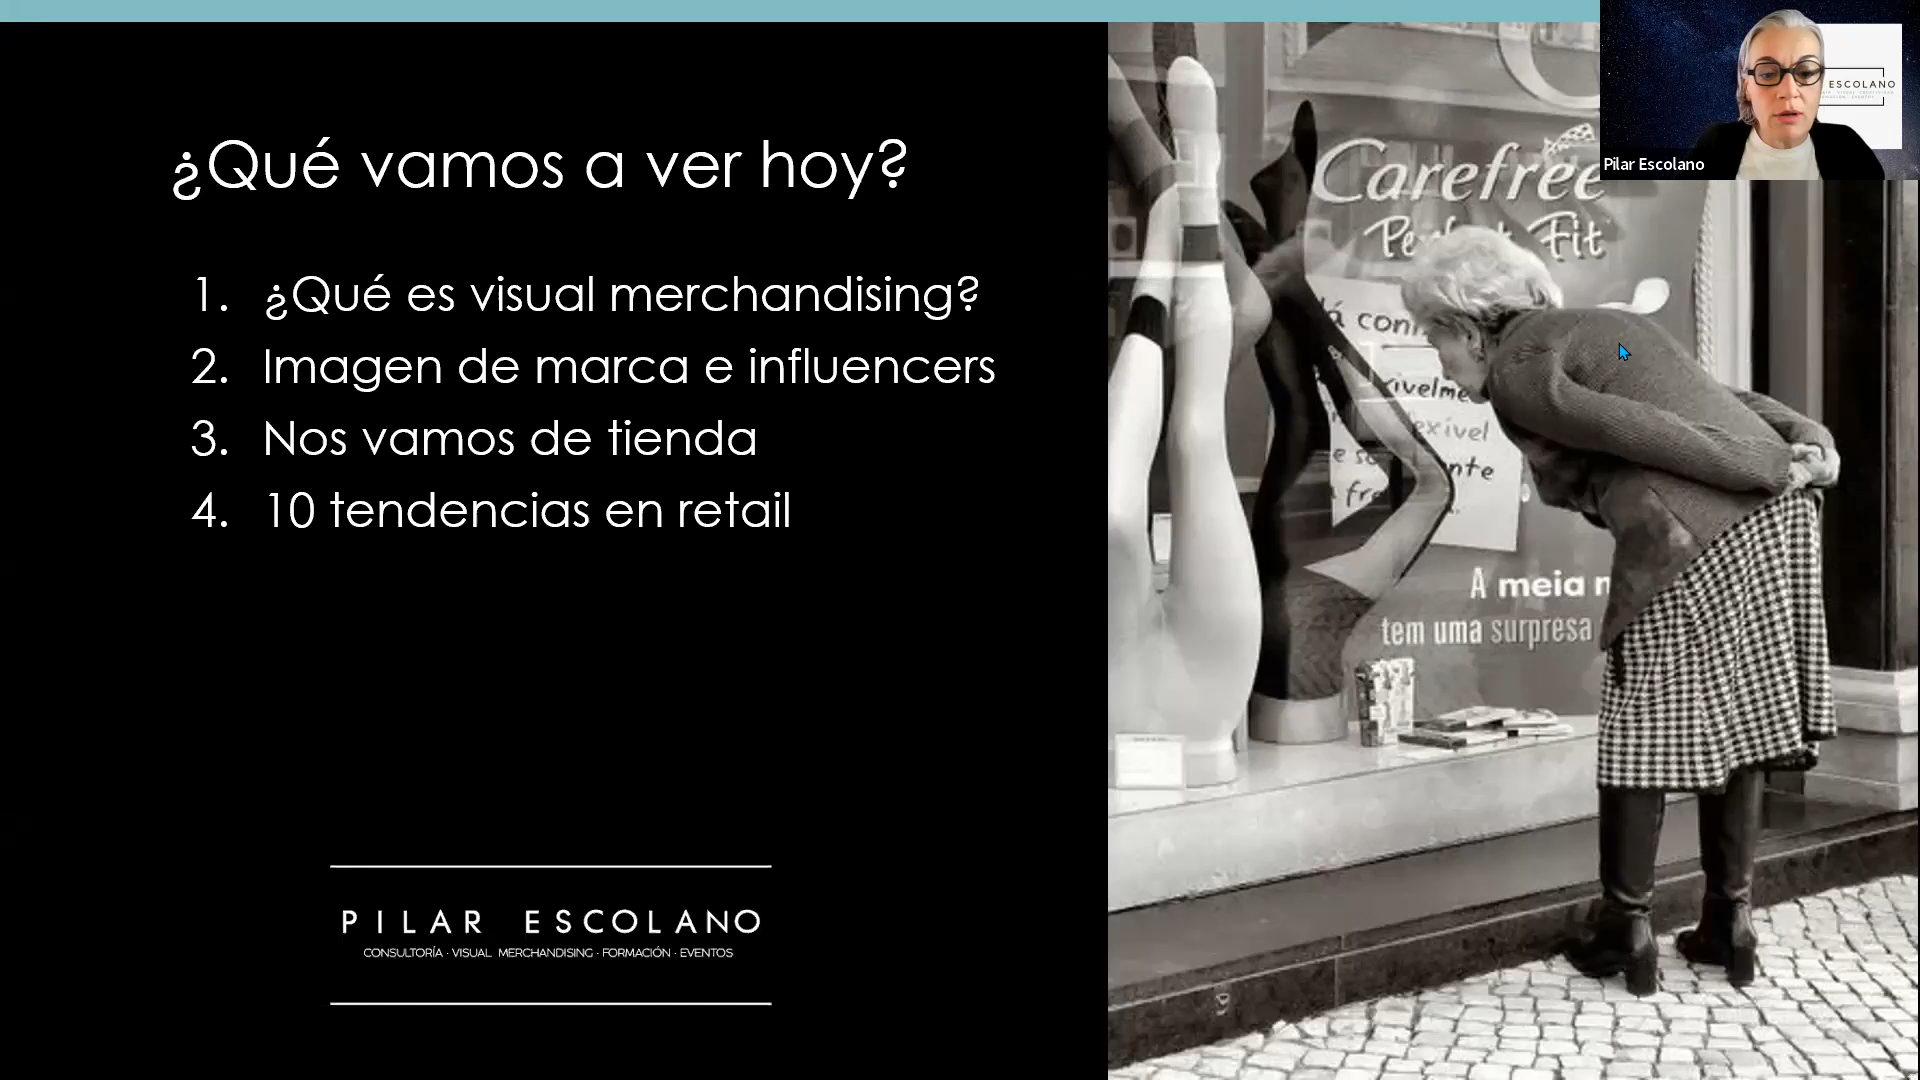 ¿Qué vamos a ver hoy?
1. ¿Qué es visual merchandising?
2. Imagen de marca e influencers
3. Nos vamos de tienda
4. 10 tendencias en retail
PILAR ESCOLANO
CONSULTORÍA · VISUAL MERCHANDISING · FORMACIÓN · EVENTOS
Carefree
Fit
A meia
tem uma surpresa
ESCOLANO
Pilar Escolano